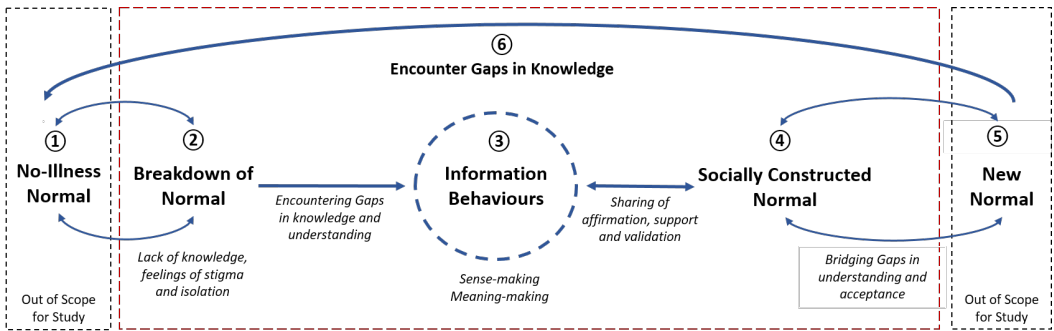 ⑥
Encounter Gaps in Knowledge
①
No-Illness
Normal
Out of Scope
for Study
②
Breakdown of
Normal
Lack of knowledge,
feelings of stigma
and isolation
Encountering Gaps
in knowledge and
understanding
③
Information
Behaviours
Sense-making
Meaning-making
Sharing of
affirmation, support
and validation
④
Socially Constructed
Normal
Bridging Gaps in
understanding and
acceptance
⑤
New
Normal
Out of Scope
for Study